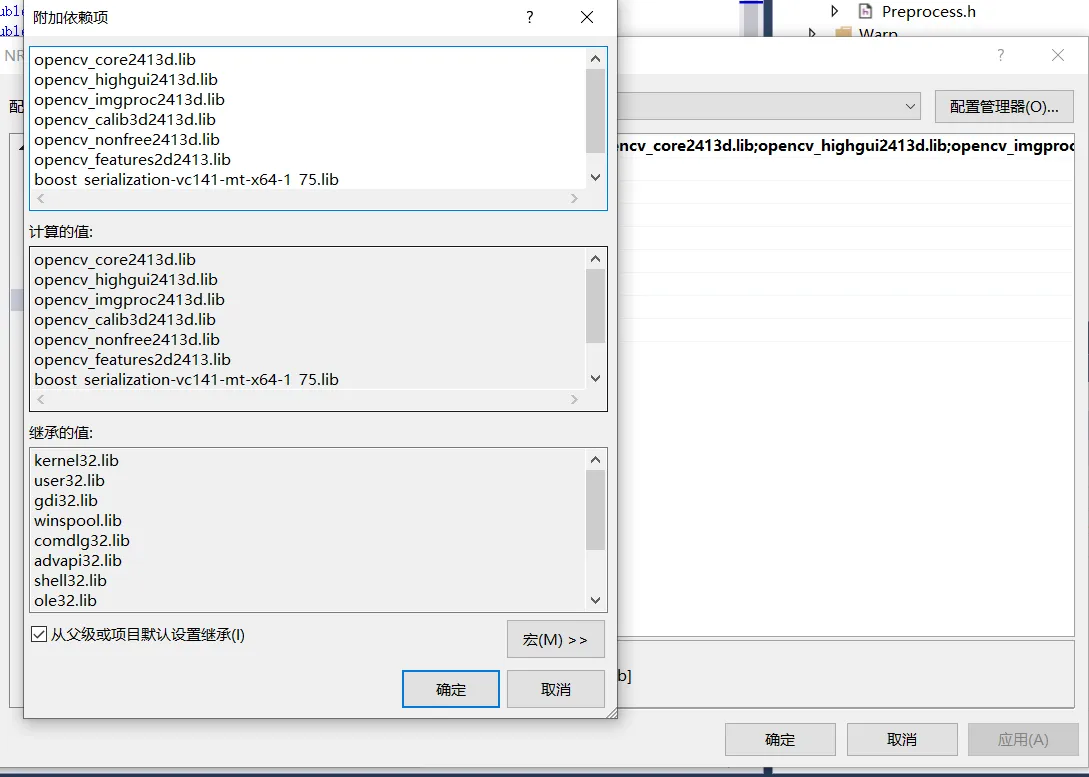 附加依赖项
?
Preprocess.h
Warp
NR
?
opencv_core2413d.lib
opencv_highgui2413d.lib
opencv_imgproc2413d.lib
opencv_calib3d2413d.lib
opencv_nonfree2413d.lib
opencv_features2d2413.lib
boost_serialization-vc141-mt-x64-1_75.lib
配
配置管理器(O)...
ncv_core2413d.lib;opencv_highgui2413d.lib;opencv_imgproc
计算的值:
opencv_core2413d.lib
opencv_highgui2413d.lib
opencv_imgproc2413d.lib
opencv_calib3d2413d.lib
opencv_nonfree2413d.lib
opencv_features2d2413.lib
boost_serialization-vc141-mt-x64-1_75.lib
继承的值:
kernel32.lib
user32.lib
gdi32.lib
winspool.lib
comdlg32.lib
advapi32.lib
shell32.lib
ole32.lib
从父级或项目默认设置继承(I)
宏(M) >>
确定
取消
b]
确定
取消
应用(A)